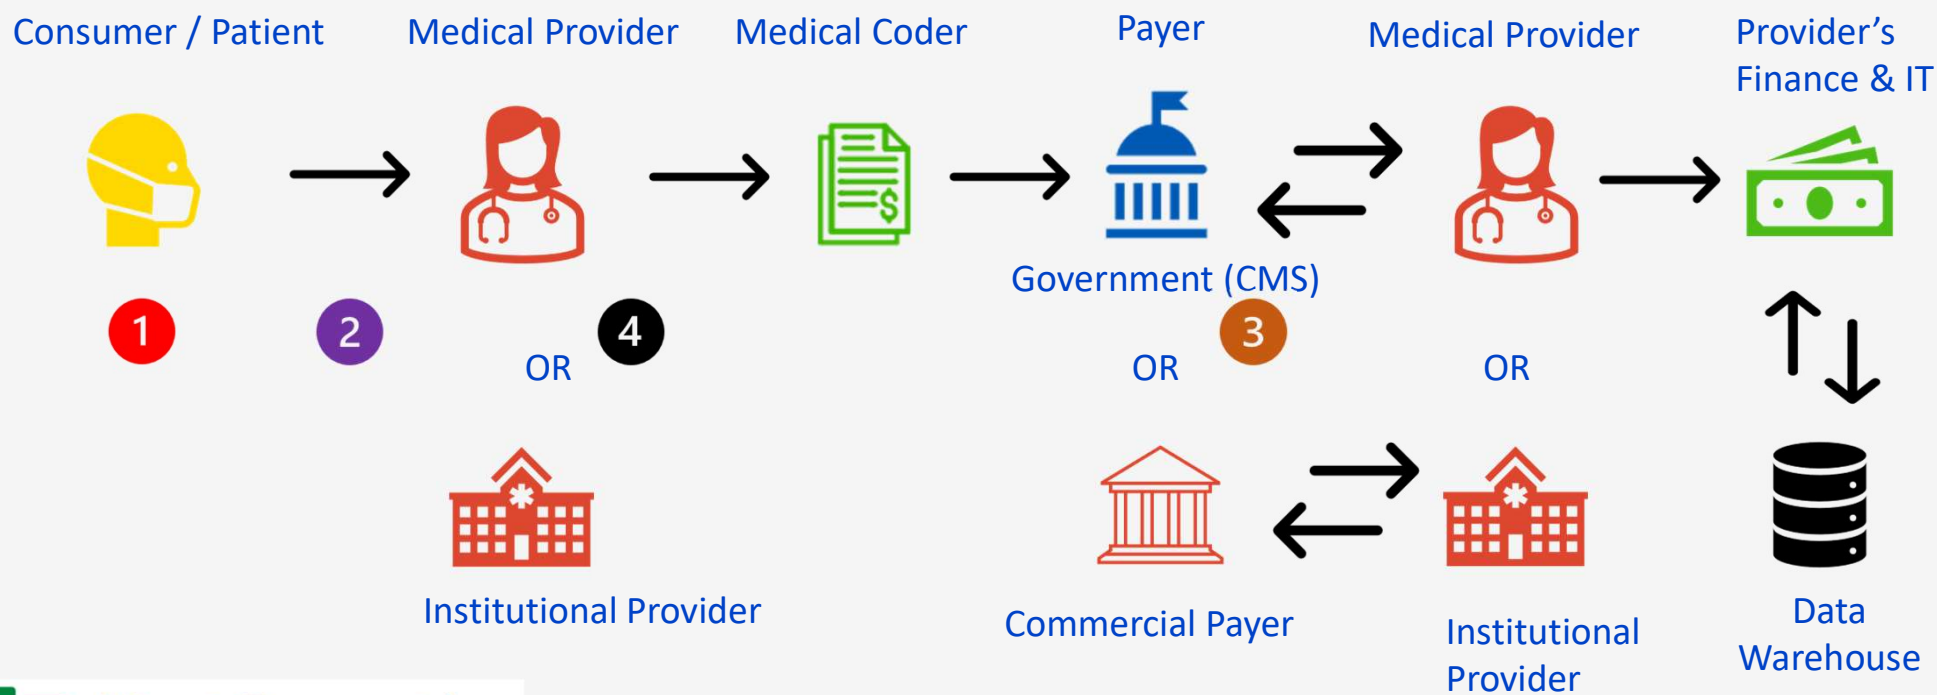 Consumer / Patient
Medical Provider
Medical Coder
Payer
Medical Provider
Provider's
Finance & IT
$
Government (CMS)
1
2
4
3
OR
OR
OR
Institutional Provider
Commercial Payer
Institutional
Provider
Data
Warehouse